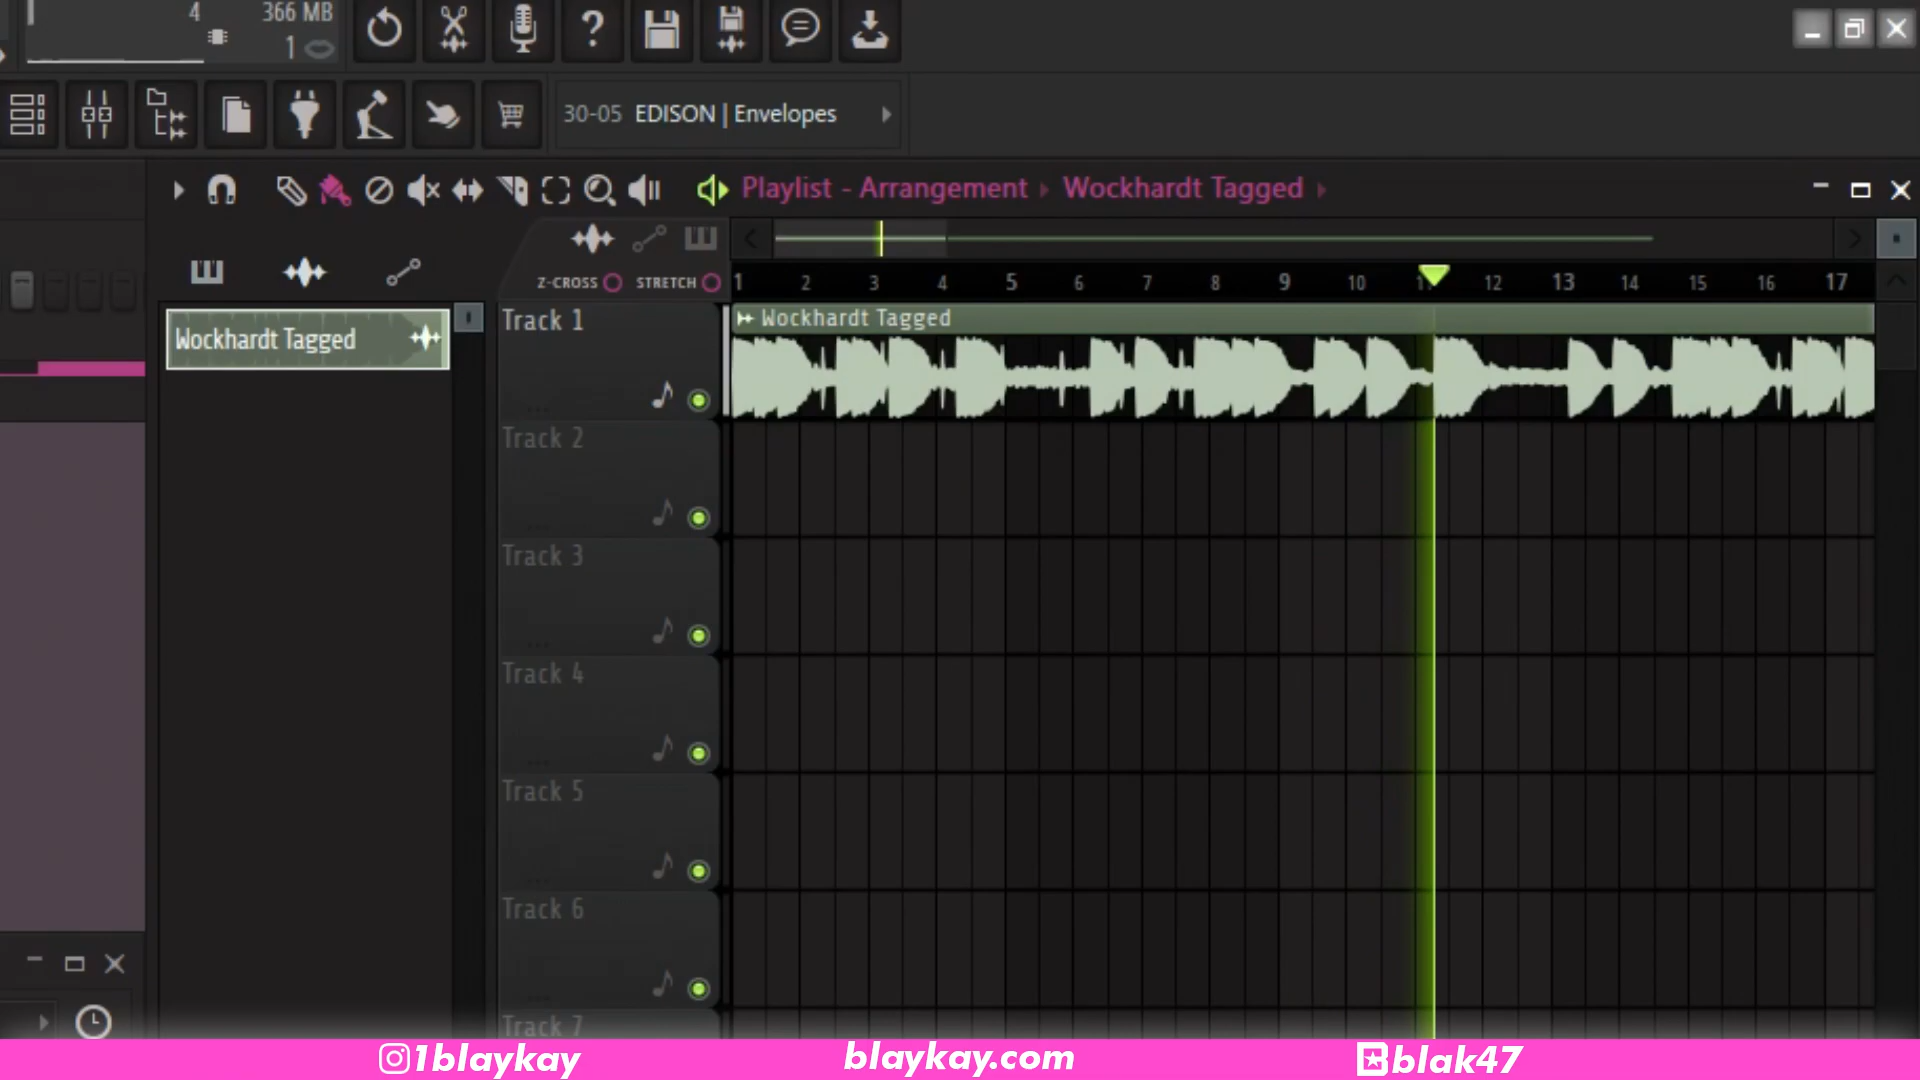 4
366 MB
1
30-05 EDISON | Envelopes
Playlist - Arrangement Wockhardt Tagged
Z-CROSS STRETCH 1 2 3 4 5 6 7 8 9 10 11 12 13 14 15 16 17
Wockhardt Tagged
Track 1
Wockhardt Tagged
Track 2
Track 3
Track 4
Track 5
Track 6
Track 7
1blaykay
blaykay.com
blak47